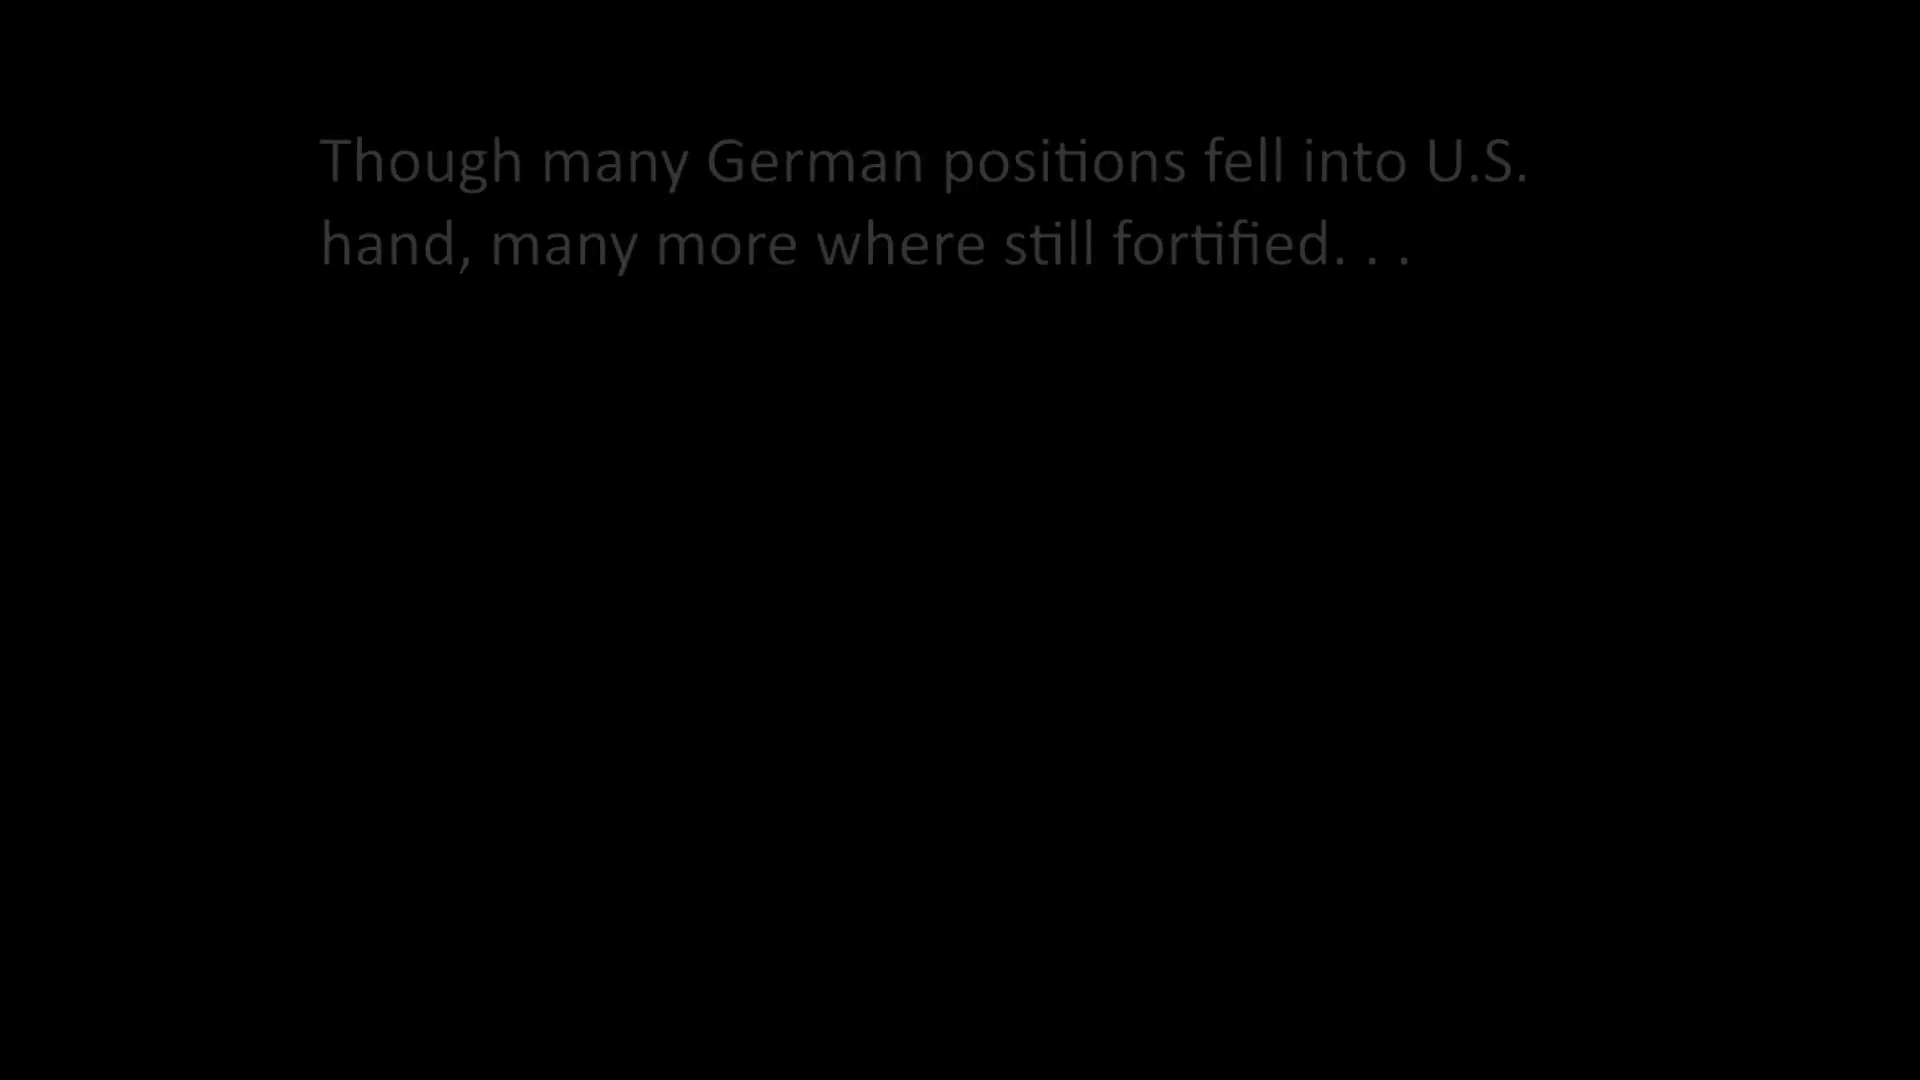 Though many German positions fell into U.S.
hand, many more where still fortified. . .